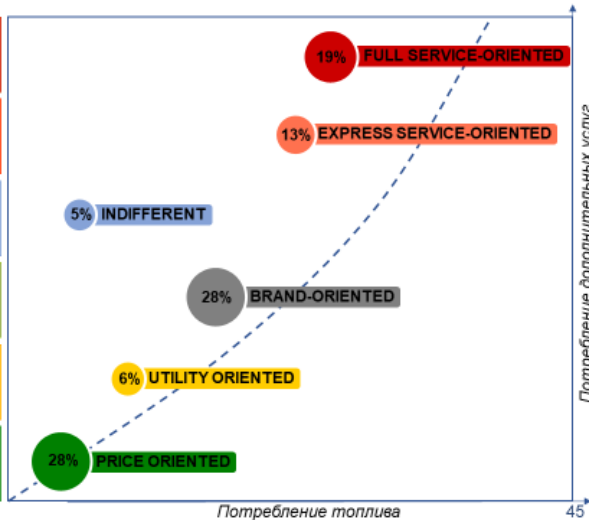 19% FULL SERVICE-ORIENTED
13% EXPRESS SERVICE-ORIENTED
5% INDIFFERENT
28% BRAND-ORIENTED
6% UTILITY ORIENTED
28% PRICE ORIENTED
Потребление дополнительных услуг
Потребление топлива
45